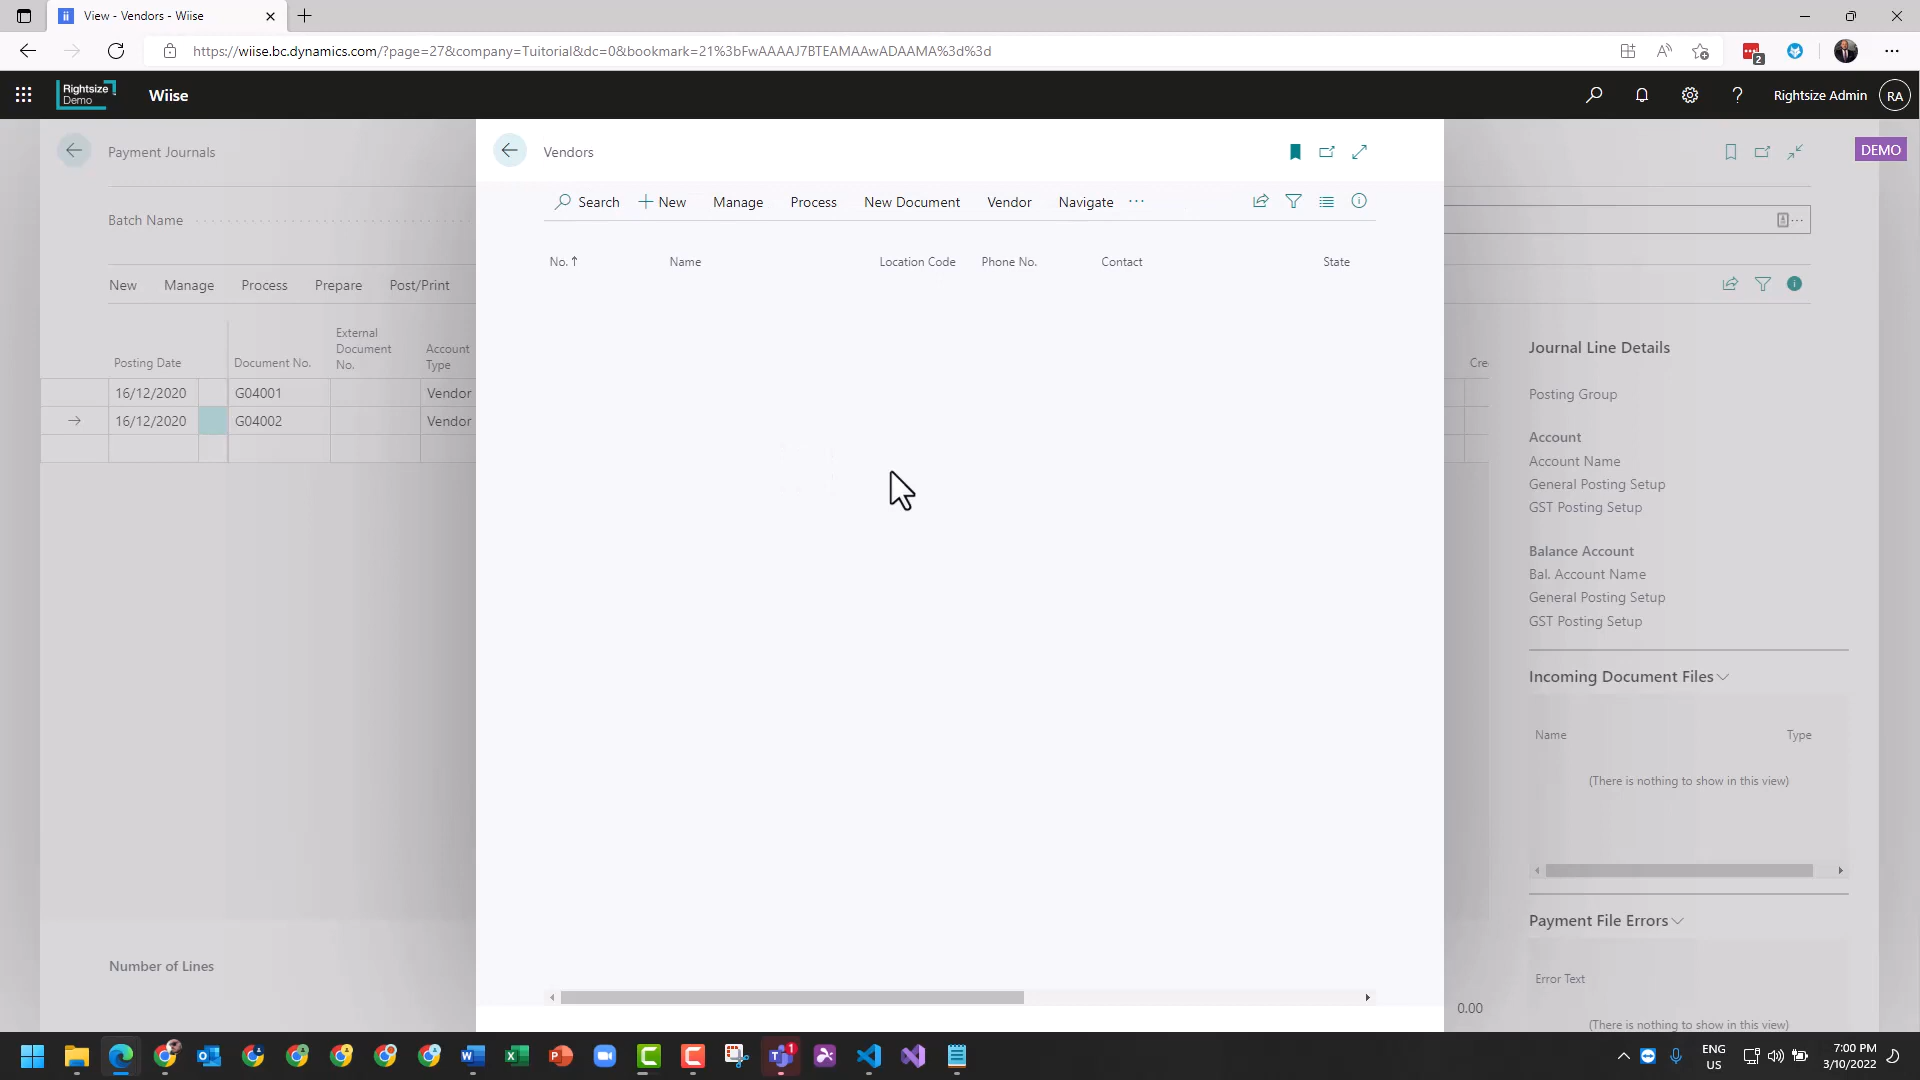 View - Vendors - Wiise
https://wiise.bc.dynamics.com/?page=27&company=Tuitorial&dc=0&bookmark=21%3bFwAAAAJ7BTEAMAAwADAAMA%3d%3d
2
Rightsize
Demo
Wiise
Rightsize Admin
RA
Payment Journals
Vendors
DEMO
Search
New
Manage
Process
New Document
Vendor
Navigate
Batch Name
No.
Name
Location Code
Phone No.
Contact
State
New
Manage
Process
Prepare
Post/Print
Posting Date
Document No.
External
Document
No.
Account
Type
Cre
16/12/2020
G04001
Vendor
16/12/2020
G04002
Vendor
Journal Line Details
Posting Group
Account
Account Name
General Posting Setup
GST Posting Setup
Balance Account
Bal. Account Name
General Posting Setup
GST Posting Setup
Incoming Document Files
Name
Type
(There is nothing to show in this view)
Payment File Errors
Error Text
(There is nothing to show in this view)
Number of Lines
0.00
1
ENG
US
7:00 PM
3/10/2022